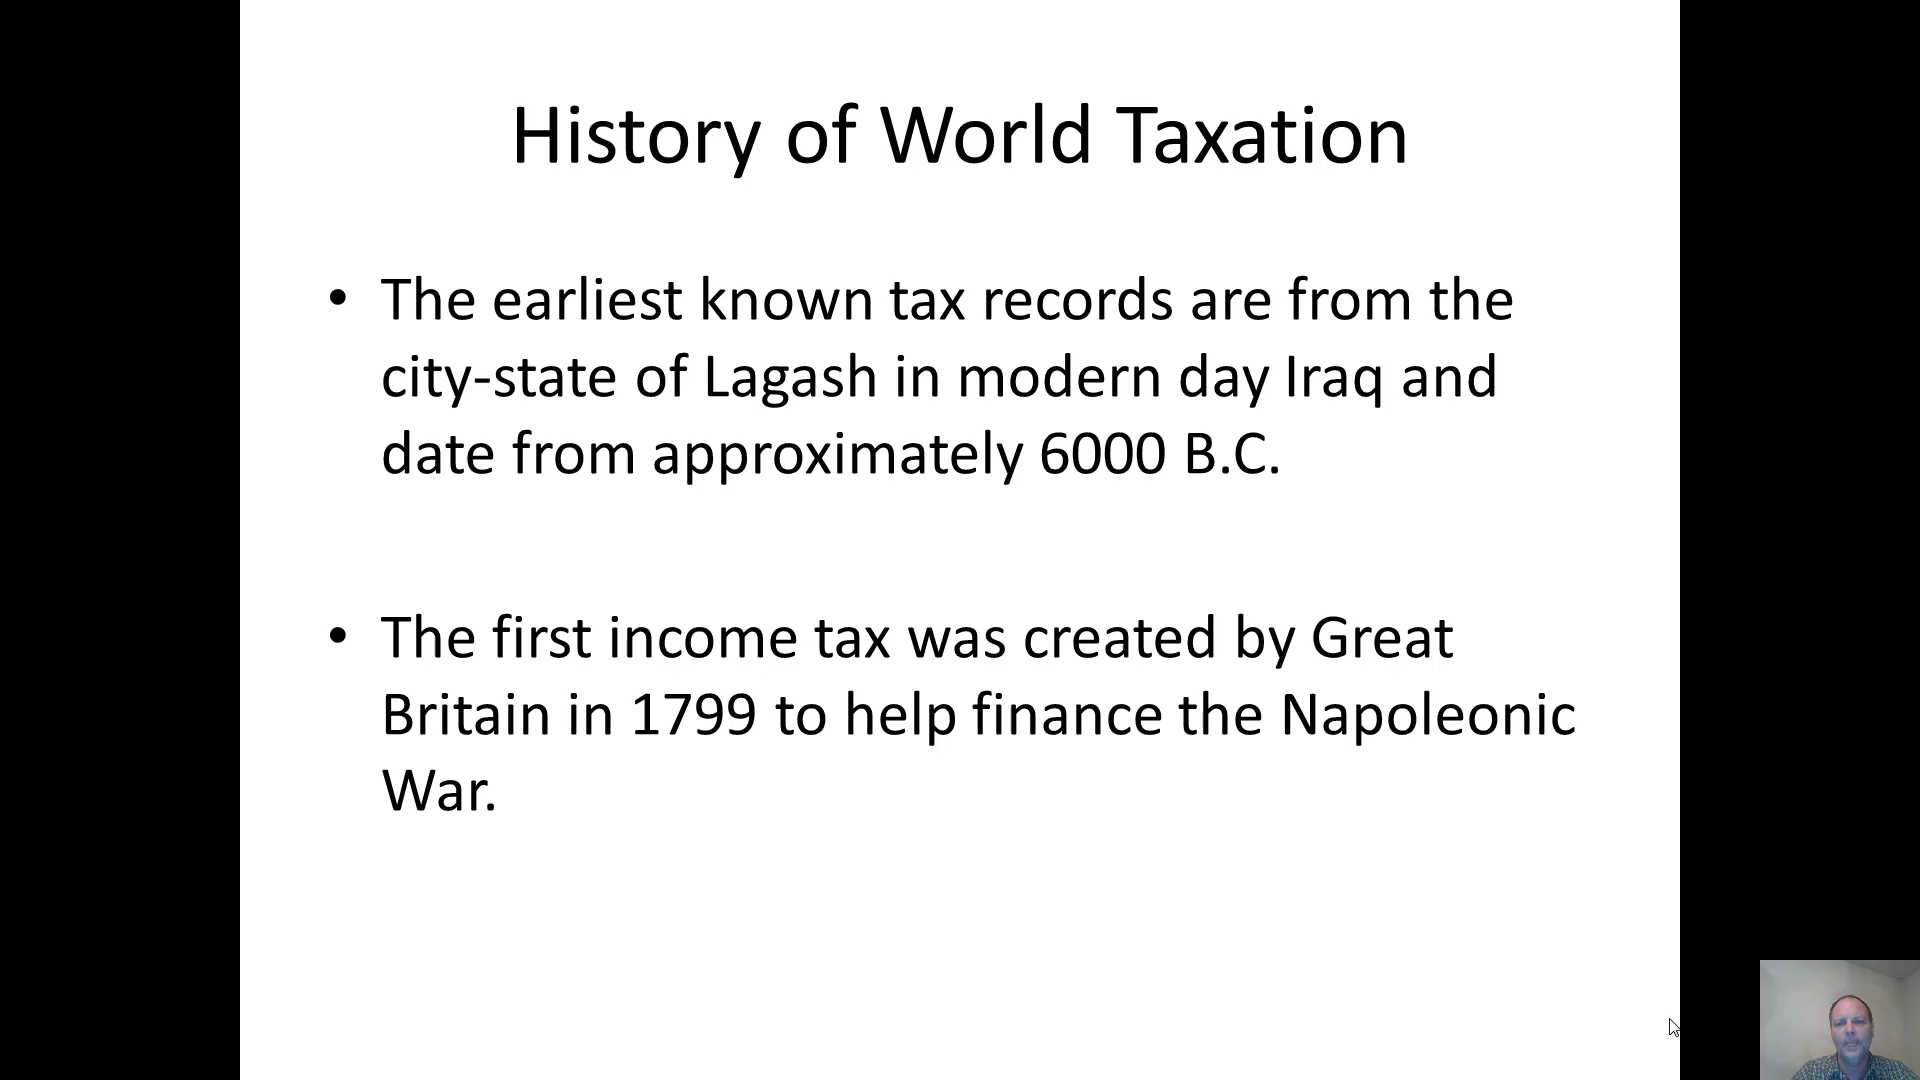 History of World Taxation
• The earliest known tax records are from the
city-state of Lagash in modern day Iraq and
date from approximately 6000 B.C.
• The first income tax was created by Great
Britain in 1799 to help finance the Napoleonic
War.